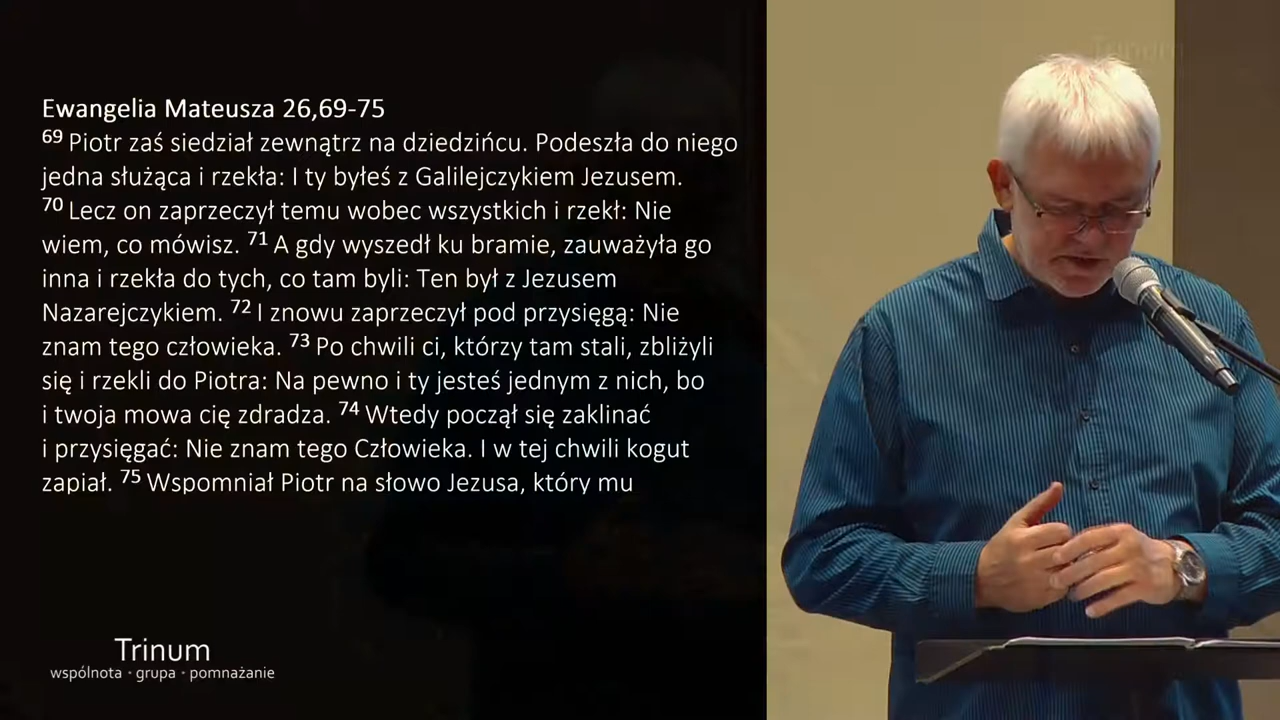 Ewangelia Mateusza 26,69-75
69 Piotr zaś siedział zewnątrz na dziedzińcu. Podeszła do niego
jedna służąca i rzekła: I ty byłeś z Galilejczykiem Jezusem.
70 Lecz on zaprzeczył temu wobec wszystkich i rzekł: Nie
wiem, co mówisz. 71 A gdy wyszedł ku bramie, zauważyła go
inna i rzekła do tych, co tam byli: Ten był z Jezusem
Nazarejczykiem. 72 I znowu zaprzeczył pod przysięgą: Nie
znam tego człowieka. 73 Po chwili ci, którzy tam stali, zbliżyli
się i rzekli do Piotra: Na pewno i ty jesteś jednym z nich, bo
i twoja mowa cię zdradza. 74 Wtedy począł się zaklinać
i przysięgać: Nie znam tego Człowieka. I w tej chwili kogut
zapiał. 75 Wspomniał Piotr na słowo Jezusa, który mu
Trinum
wspólnota · grupa · pomnażanie
Trinum